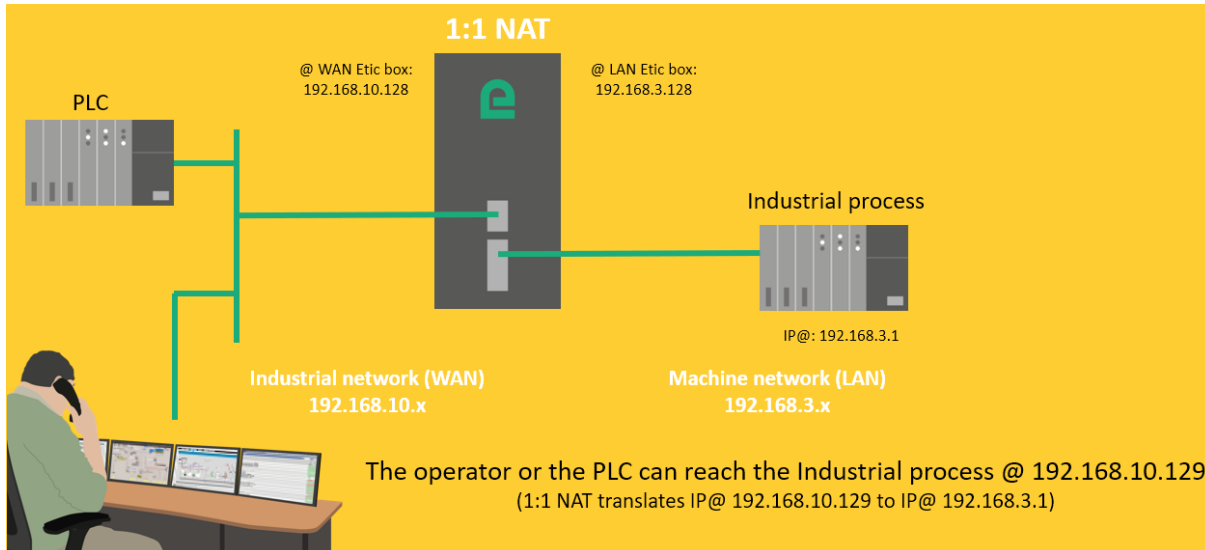 1:1 NAT
@ WAN Etic box:
192.168.10.128
@ LAN Etic box:
192.168.3.128
PLC
Industrial process
IP@: 192.168.3.1
Industrial network (WAN)
192.168.10.x
Machine network (LAN)
192.168.3.x
The operator or the PLC can reach the Industrial process @ 192.168.10.129
(1:1 NAT translates IP@ 192.168.10.129 to IP@ 192.168.3.1)